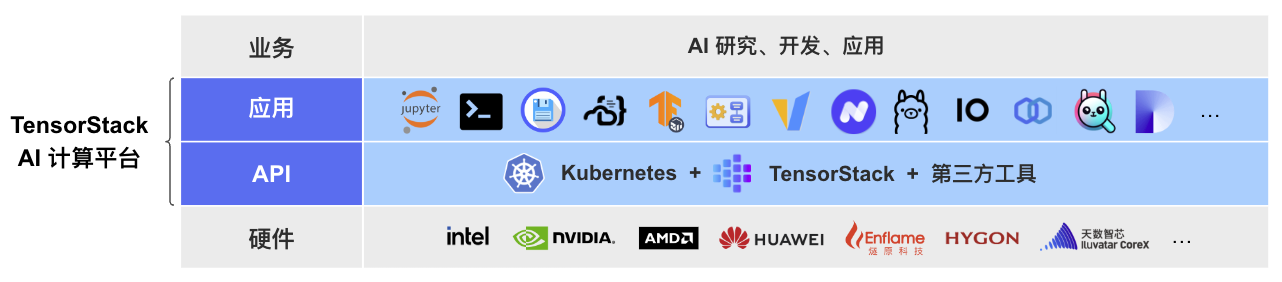 业务
AI 研究、开发、应用
TensorStack
AI 计算平台
应用
jupyter
IO
...
API
Kubernetes + TensorStack + 第三方工具
硬件
intel
NVIDIA.
AMD
HUAWEI
Enflame
燧原科技
HYGON
天数智芯
Iluvatar CoreX
...